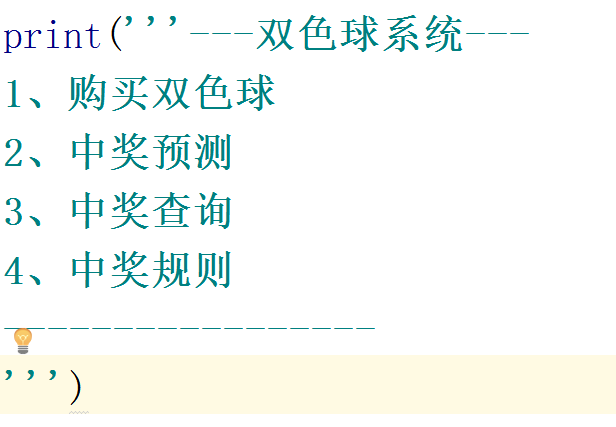 print('''---双色球系统---
1、购买双色球
2、中奖预测
3、中奖查询
4、中奖规则
-----------------
''')